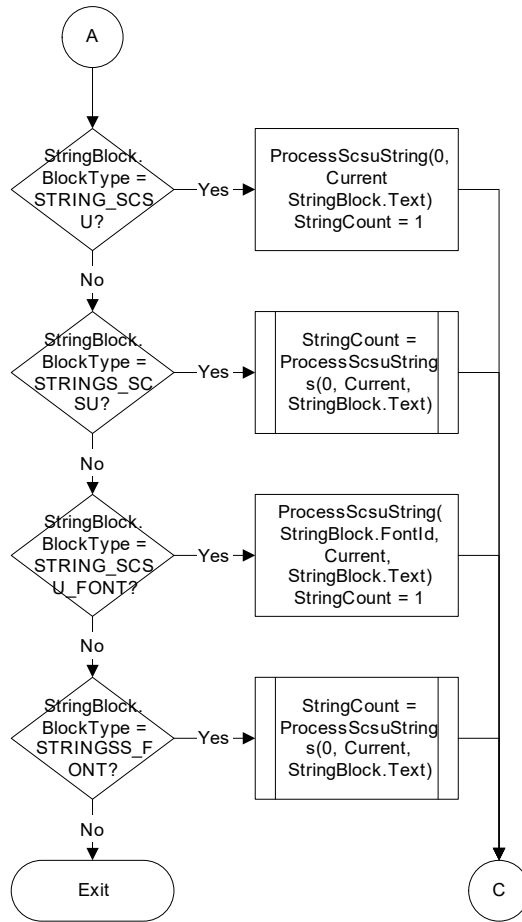 A
StringBlock.
BlockType =
STRING_SCS
U?
Yes
ProcessScsuString(0,
Current
StringBlock.Text)
StringCount = 1
No
StringBlock.
BlockType =
STRINGS_SC
SU?
Yes
StringCount =
ProcessScsuString
s(0, Current,
StringBlock.Text)
No
StringBlock.
BlockType =
STRING_SCS
U_FONT?
Yes
ProcessScsuString(
StringBlock.FontId,
Current,
StringBlock.Text)
StringCount = 1
No
StringBlock.
BlockType =
STRINGSS_F
ONT?
Yes
StringCount =
ProcessScsuString
s(0, Current,
StringBlock.Text)
No
Exit
C